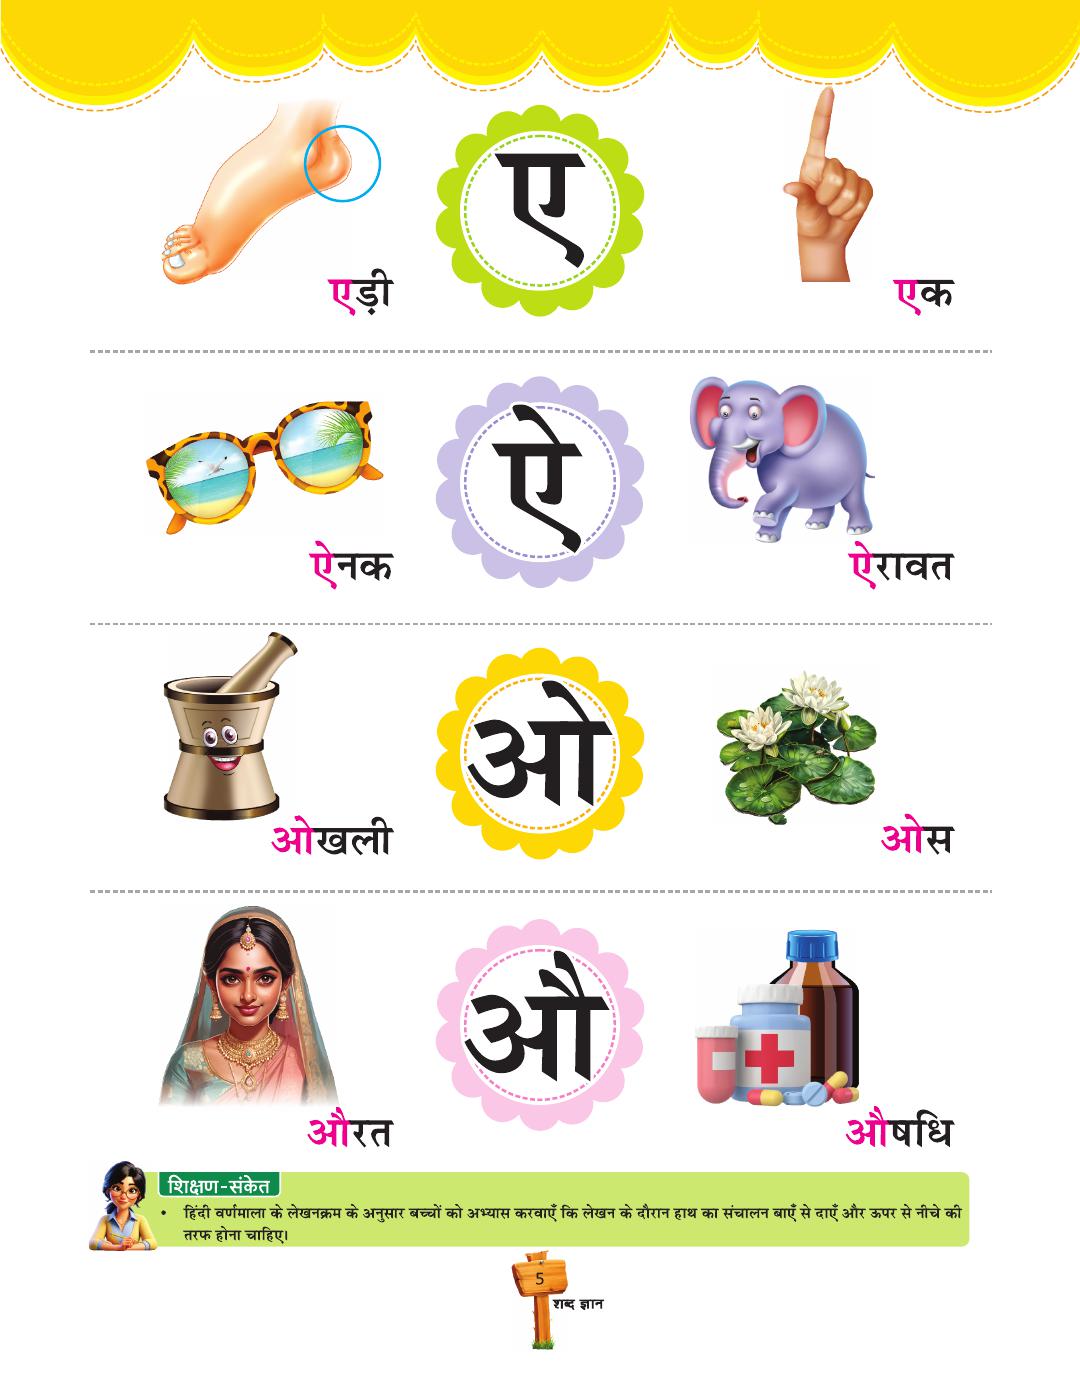 ए
एड़ी
एक
ऐ
ऐनक
ऐरावत
ओ
ओखली
ओस
औ
औरत
औषधि
शिक्षण-संकेत
• हिंदी वर्णमाला के लेखनक्रम के अनुसार बच्चों को अभ्यास करवाएँ कि लेखन के दौरान हाथ का संचालन बाएँ से दाएँ और ऊपर से नीचे की
तरफ होना चाहिए।
5
शब्द ज्ञान